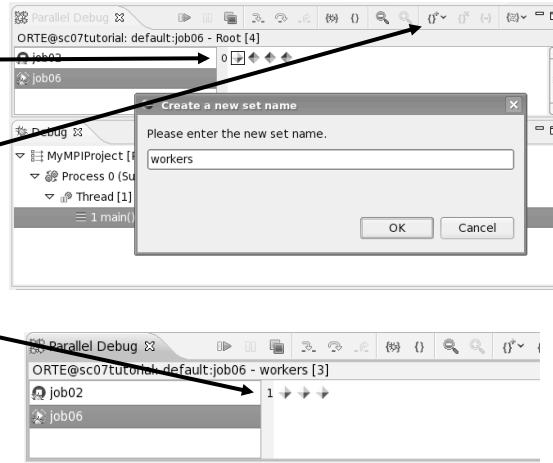 Parallel Debug
ORTE@sc07tutorial: default:job06 - Root [4]
job02
0
job06
Create a new set name
Please enter the new set name.
workers
OK
Cancel
Debug
MyMPIProject [
Process 0 (Su
Thread [1]
1 main()
Parallel Debug
ORTE@sc07tutorial: default:job06 - workers [3]
job02
1
job06